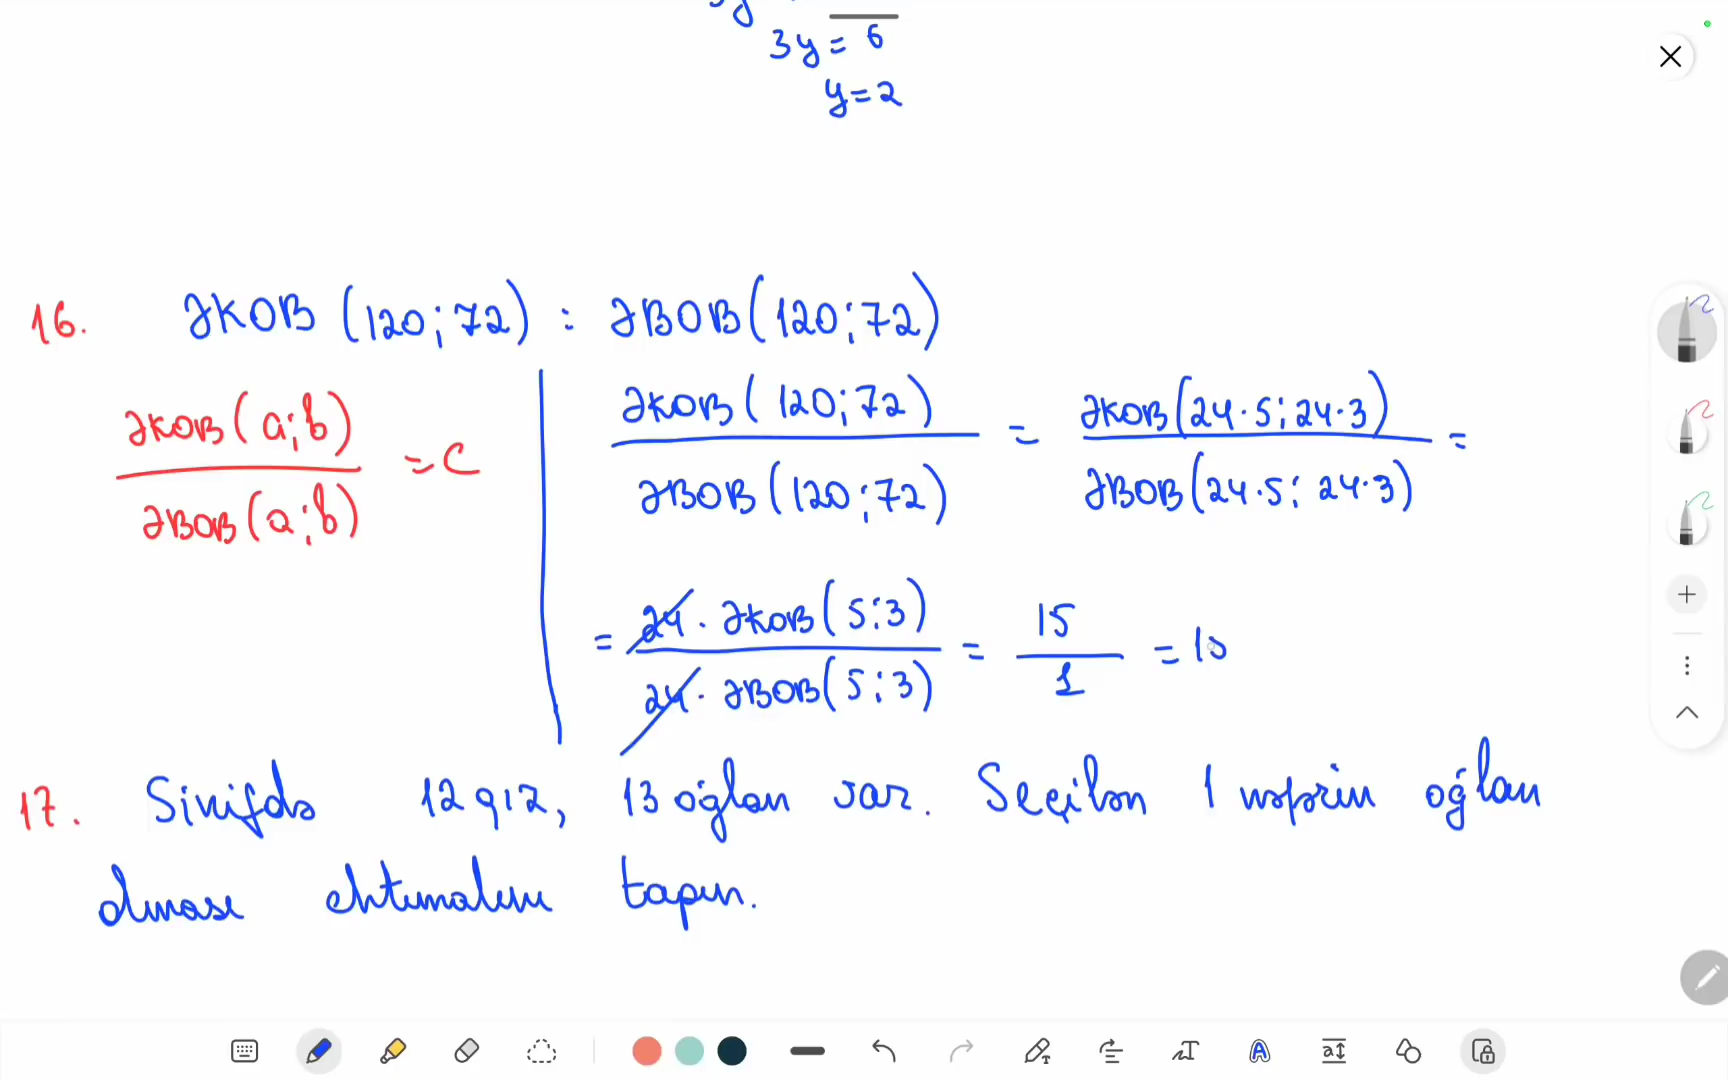 3y = 6
y = 2
16. ƏKOB (120; 72) : ƏBOB (120; 72)
ƏKOB (a; b) / ƏBOB (a; b) = c
ƏKOB (120; 72) / ƏBOB (120; 72) = ƏKOB (24·5; 24·3) / ƏBOB (24·5; 24·3) =
= 24 · ƏKOB (5; 3) / 24 · ƏBOB (5; 3) = 15 / 1 = 15
17. Sinifdə 12 qız, 13 oğlan var. Seçilən 1 nəfərin oğlan
olması ehtimalını tapın.